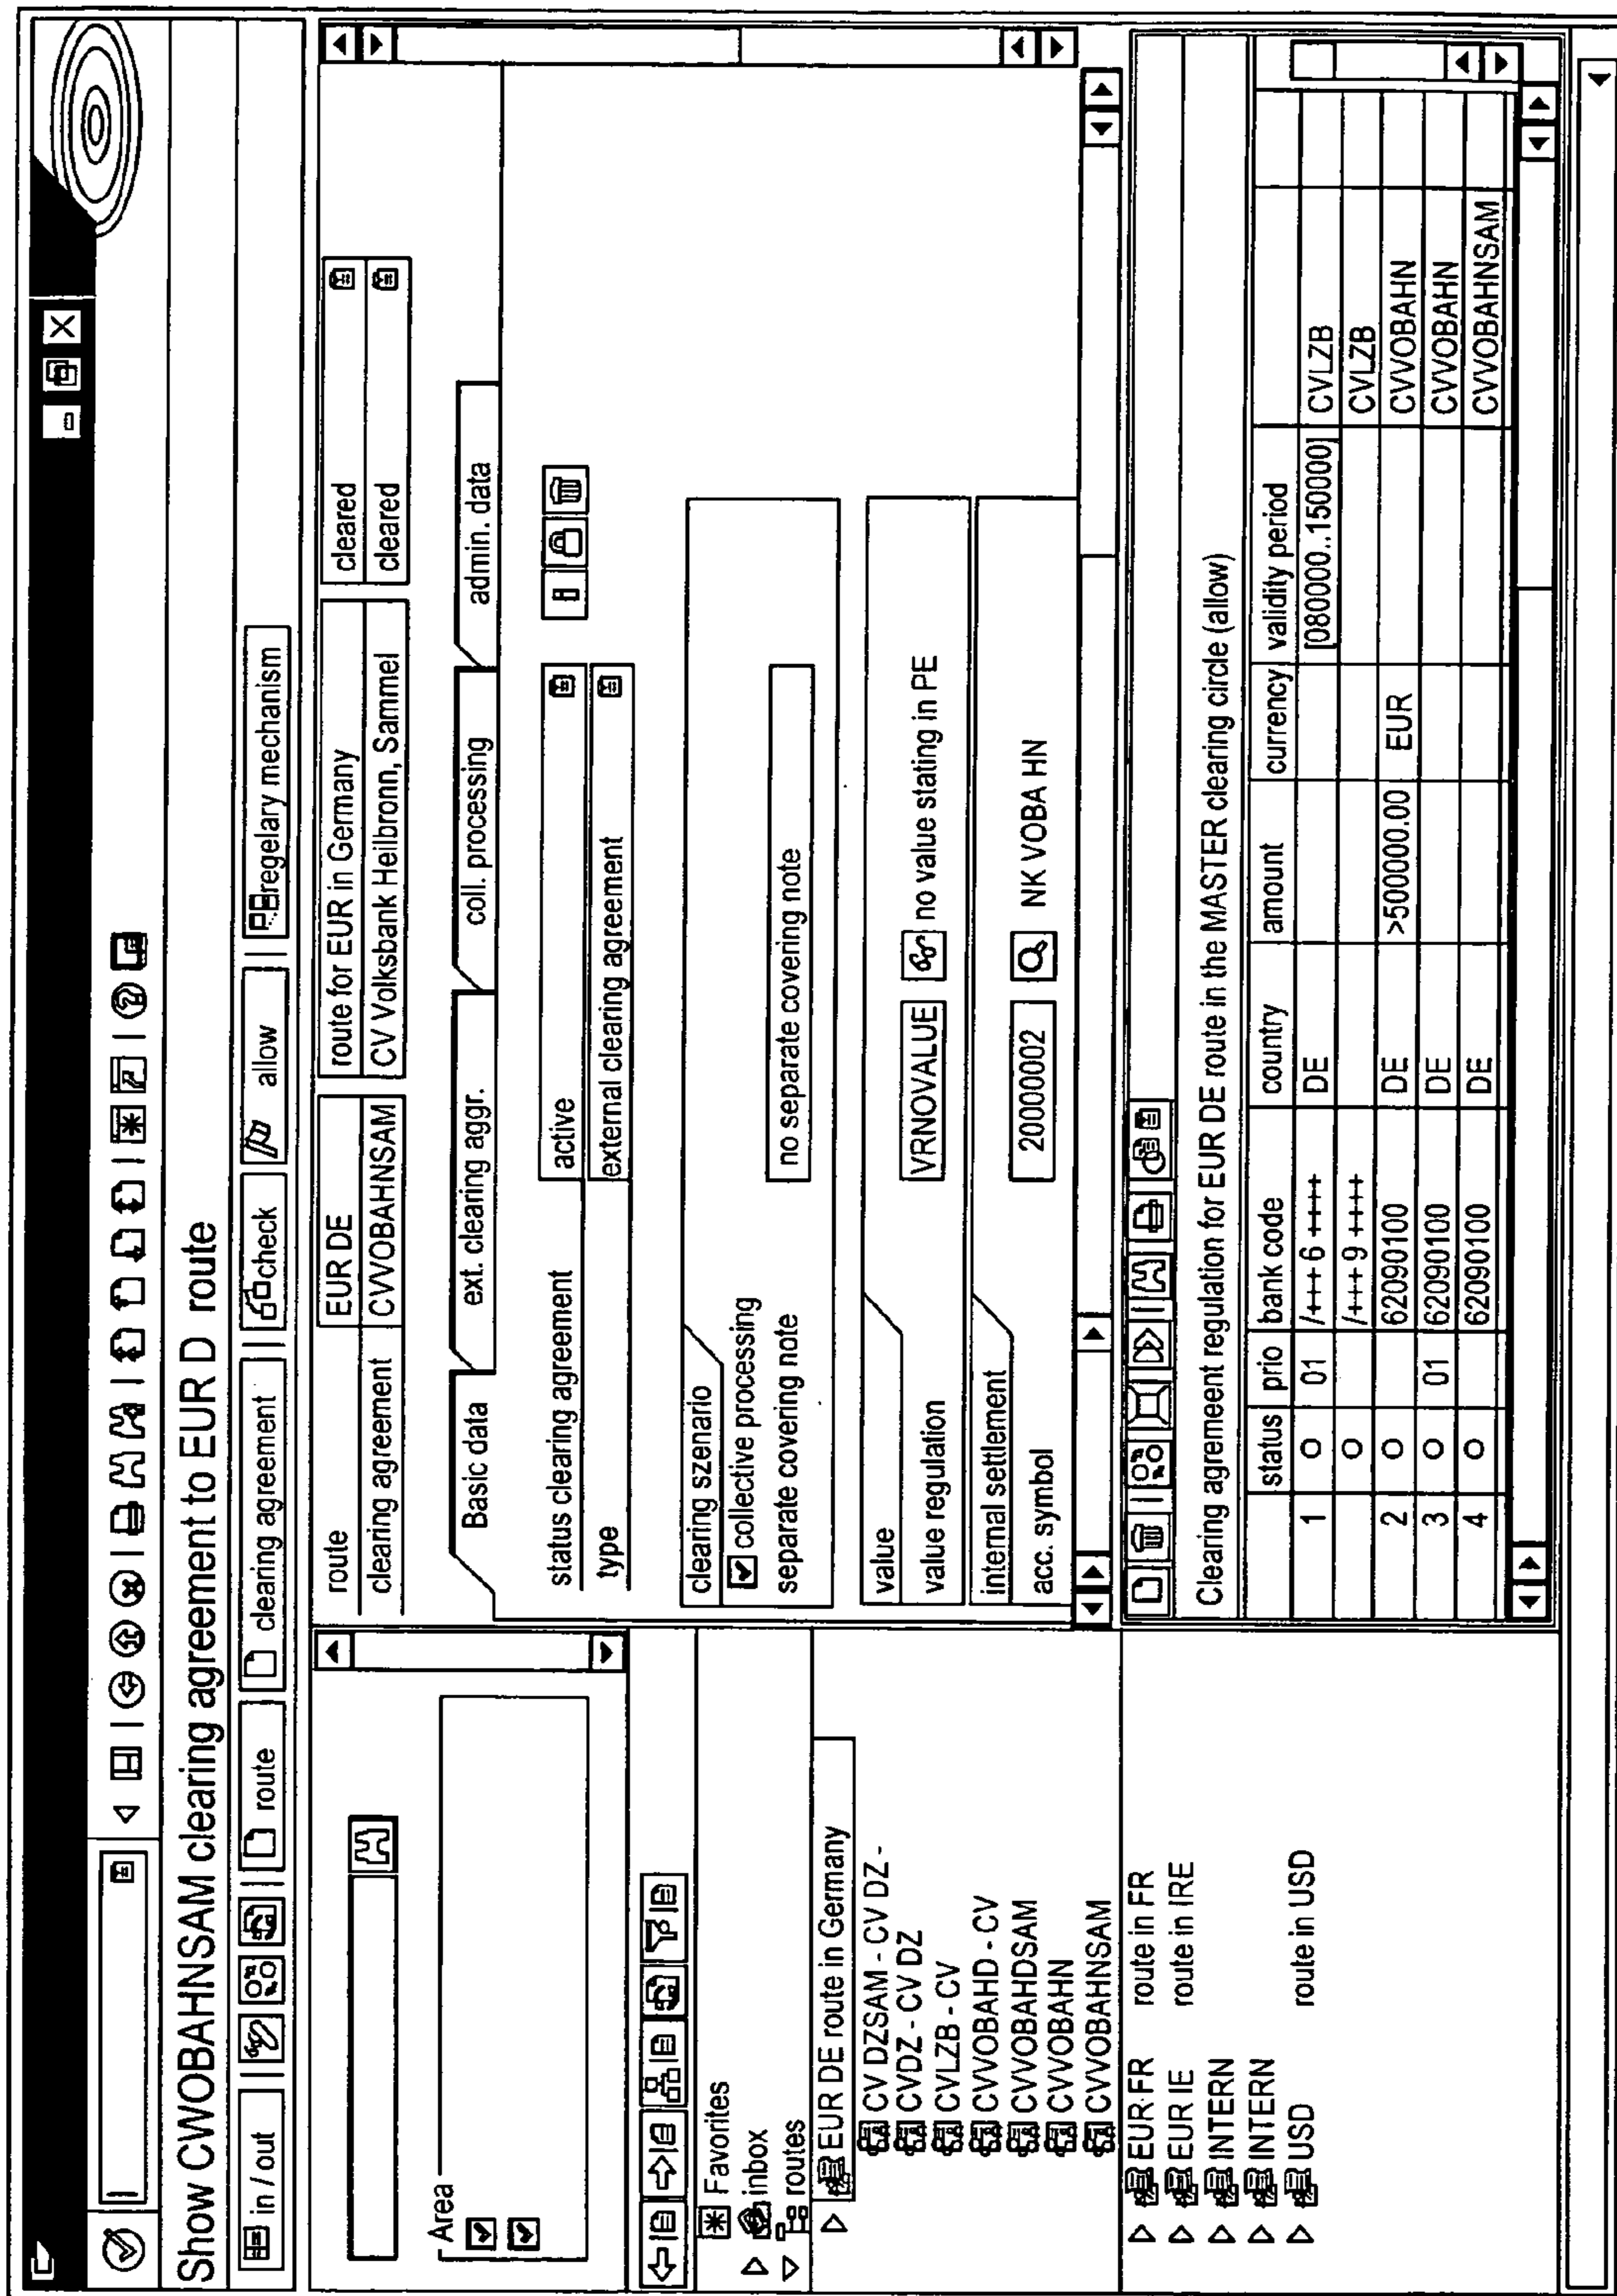 Show CWOBAHNSAM clearing agreement to EUR D route
in / out route clearing agreement check allow regelary mechanism
Area
Favorites
inbox
routes
EUR DE route in Germany
CV DZSAM - CV DZ -
CVDZ - CV DZ
CVLZB - CV
CVVOBAHD - CV
CVVOBAHDSAM
CVVOBAHN
CVVOBAHNSAM
EUR FR route in FR
EUR IE route in IRE
INTERN
INTERN
USD route in USD
route EUR DE route for EUR in Germany cleared
clearing agreement CVVOBAHNSAM CV Volksbank Heilbronn, Sammel cleared
Basic data ext. clearing aggr. coll. processing admin. data
status clearing agreement active
type external clearing agreement
clearing szenario
collective processing
separate covering note no separate covering note
value
value regulation VRNOVALUE no value stating in PE
internal settlement
acc. symbol 20000002 NK VOBA HN
Clearing agremeent regulation for EUR DE route in the MASTER clearing circle (allow)
status prio bank code country amount currency validity period
1 O 01 /+++6++++ DE [080000..150000] CVLZB
O /+++9++++ CVLZB
2 O 62090100 DE >500000.00 EUR CVVOBAHN
3 O 01 62090100 DE CVVOBAHN
4 O 62090100 DE CVVOBAHNSAM